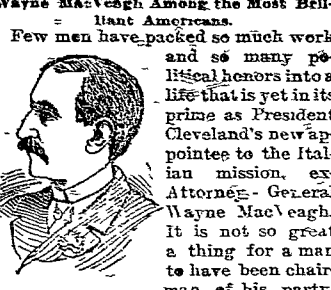 Wayne MacVeagh Among the Most Bril-
liant Americans.
Few men have packed so much work
and so many po-
litical honors into a
life that is yet in its
prime as President
Cleveland's new ap-
pointee to the Ital-
ian mission, ex-
Attorney-General
Wayne MacVeagh.
It is not so great
a thing for a man
to have been chair
man of his party